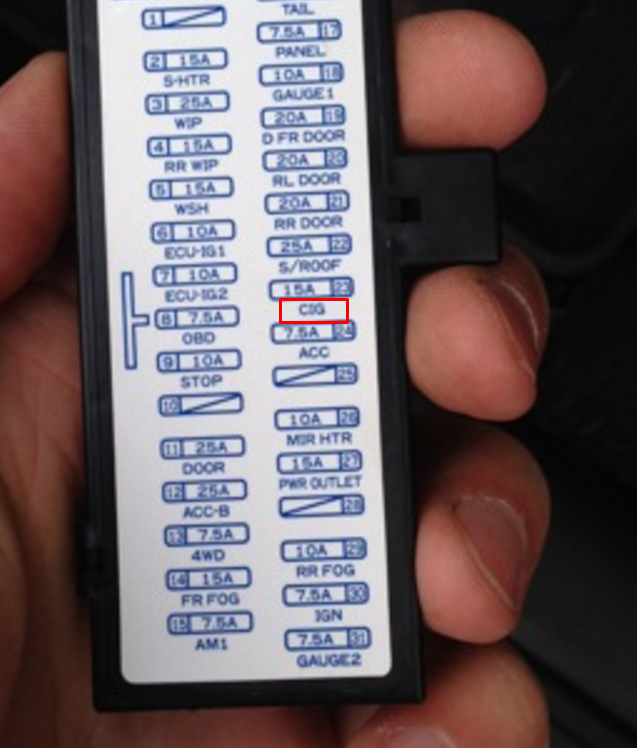 1
2 15A
S-HTR
3 25A
WIP
4 15A
RR WIP
5 15A
WSH
6 10A
ECU-IG1
7 10A
ECU-IG2
8 7.5A
OBD
9 10A
STOP
10
11 25A
DOOR
12 25A
ACC-B
13 7.5A
4WD
14 15A
FR FOG
15 7.5A
AM1
TAIL
7.5A 17
PANEL
10A 18
GAUGE1
20A 19
D FR DOOR
20A 20
RL DOOR
20A 21
RR DOOR
25A 22
S/ROOF
15A 23
CIG
7.5A 24
ACC
25
10A 26
MIR HTR
15A 27
PWR OUTLET
28
10A 29
RR FOG
7.5A 30
IGN
7.5A 31
GAUGE2